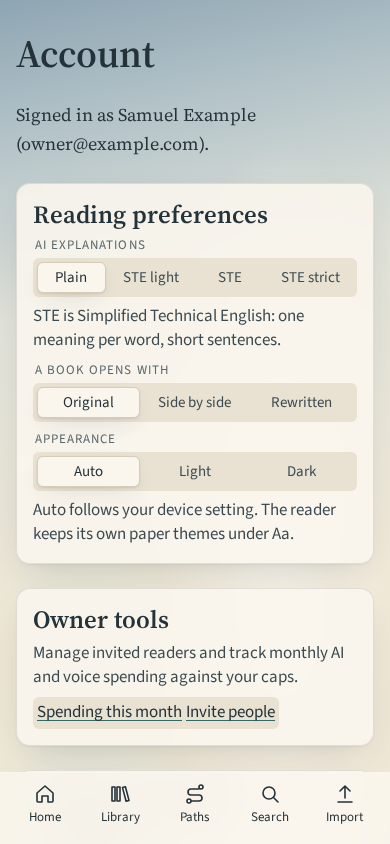 Account
Signed in as Samuel Example
(owner@example.com).
Reading preferences
AI EXPLANATIONS
Plain STE light STE STE strict
STE is Simplified Technical English: one
meaning per word, short sentences.
A BOOK OPENS WITH
Original Side by side Rewritten
APPEARANCE
Auto Light Dark
Auto follows your device setting. The reader
keeps its own paper themes under Aa.
Owner tools
Manage invited readers and track monthly AI
and voice spending against your caps.
Spending this month Invite people
Home Library Paths Search Import